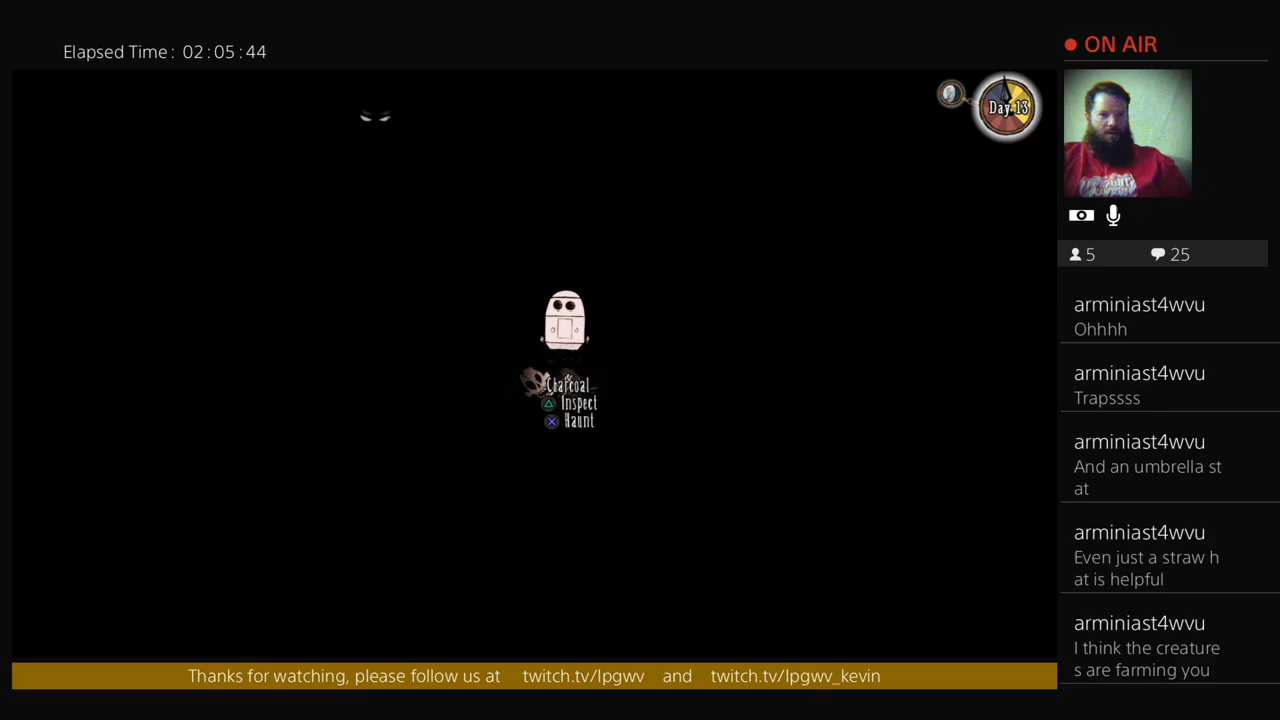 Elapsed Time: 02:05:44
ON AIR
Day 13
5 25
arminiast4wvu
Ohhhh
arminiast4wvu
Trapssss
arminiast4wvu
And an umbrella st
at
arminiast4wvu
Even just a straw h
at is helpful
arminiast4wvu
I think the creature
s are farming you
Charcoal
Inspect
Haunt
Thanks for watching, please follow us at twitch.tv/lpgwv and twitch.tv/lpgwv_kevin